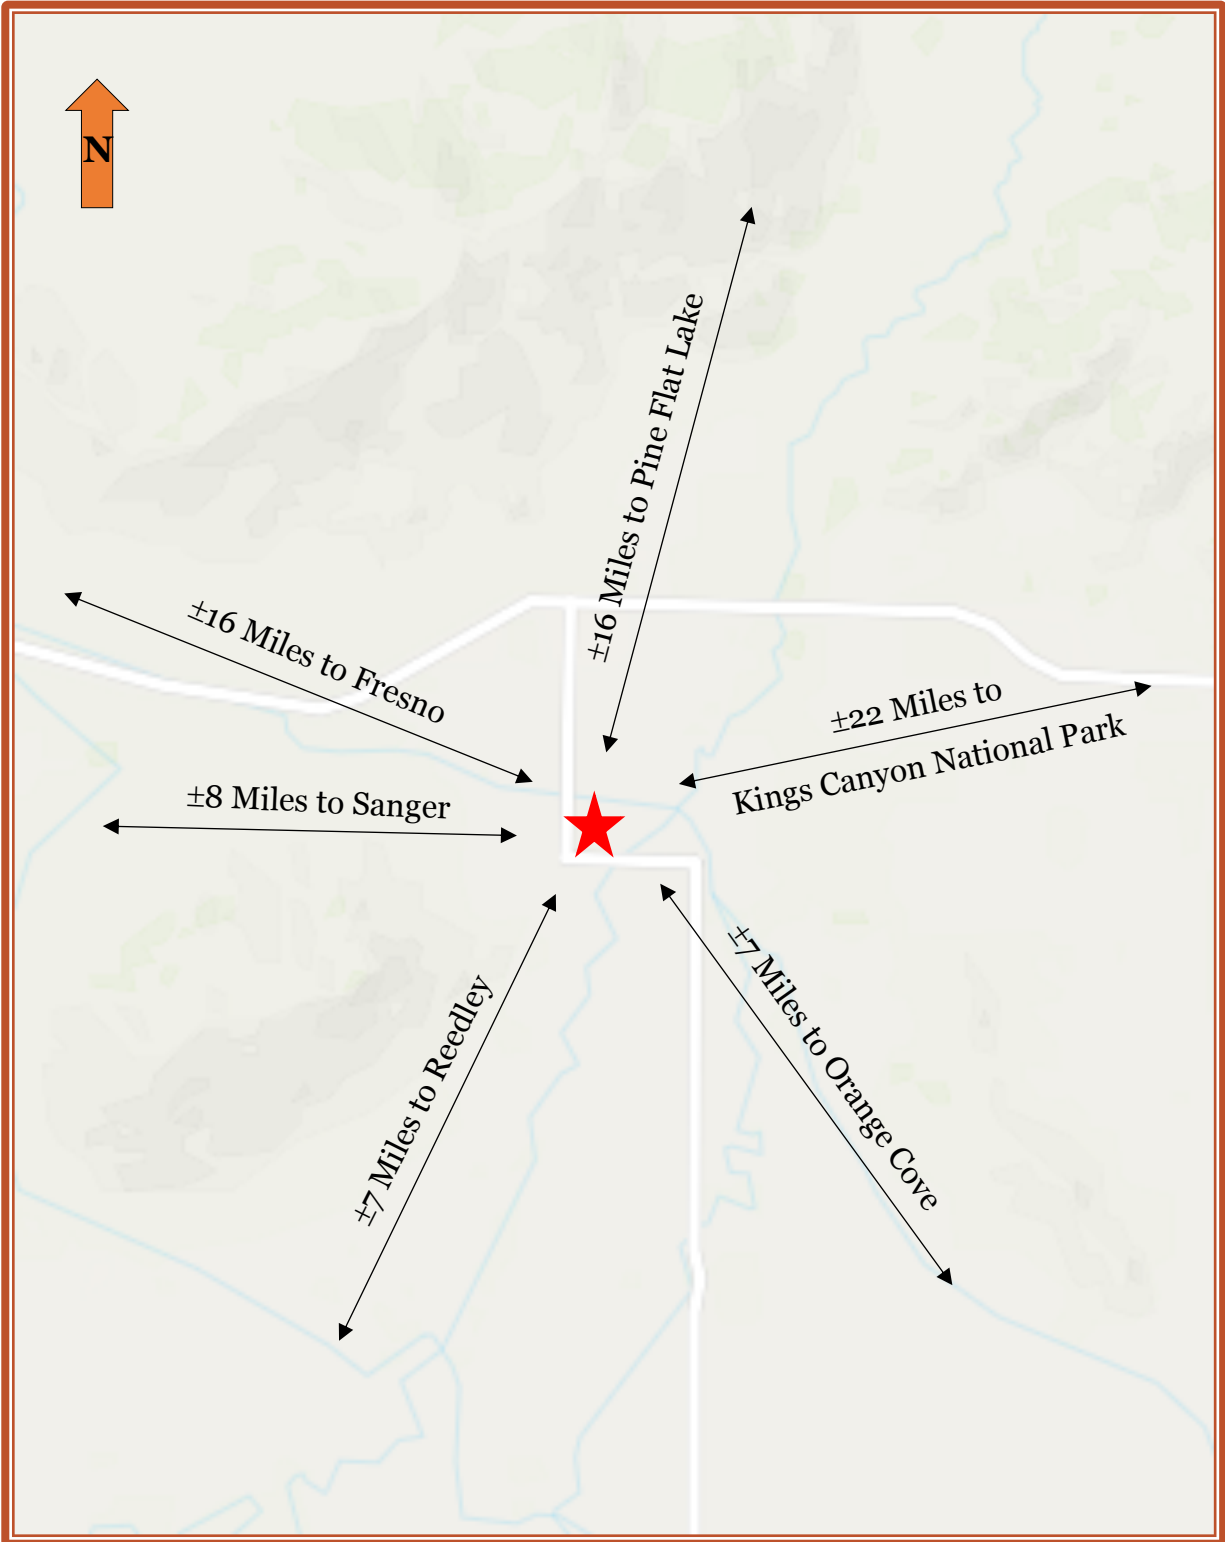 N
±16 Miles to Pine Flat Lake
±16 Miles to Fresno
±22 Miles to
Kings Canyon National Park
±8 Miles to Sanger
±7 Miles to Reedley
±7 Miles to Orange Cove